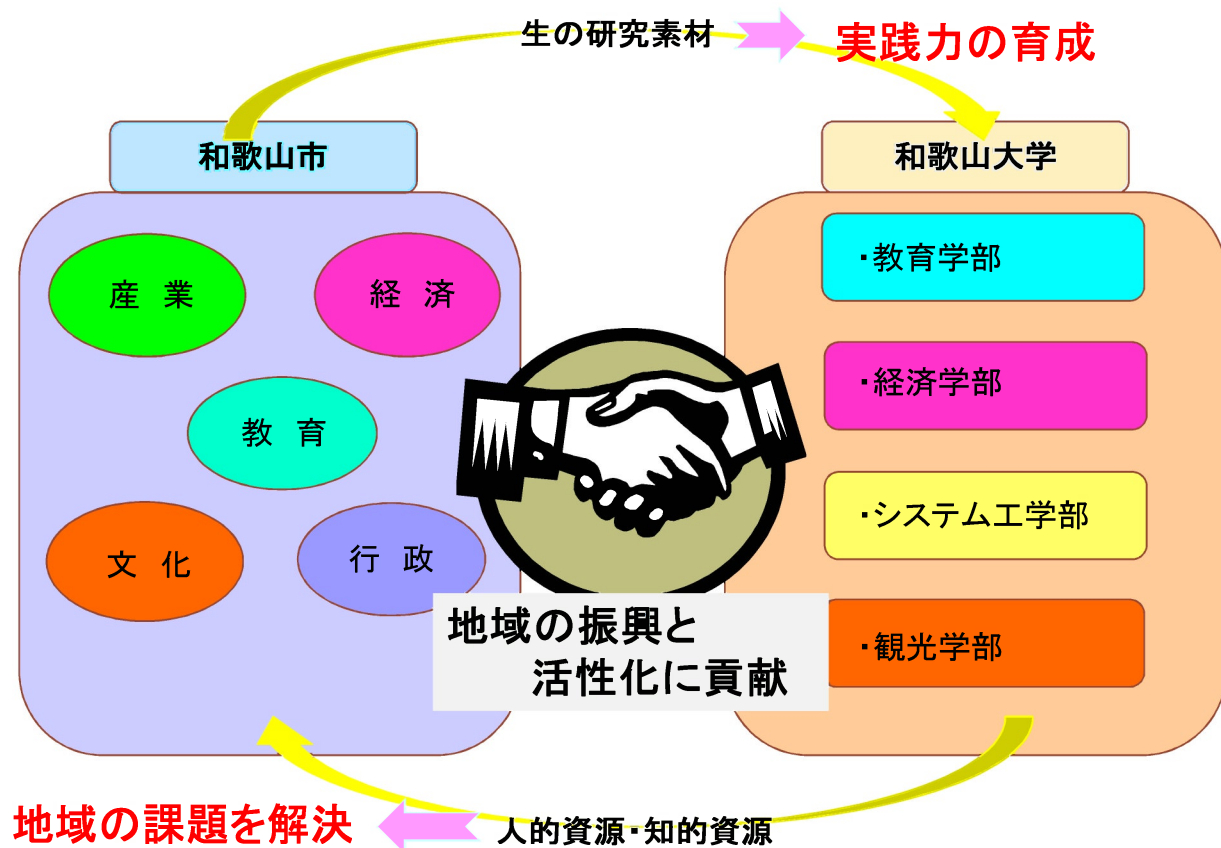 生の研究素材
実践力の育成
和歌山市
和歌山大学
産　業
経　済
教　育
文　化
行　政
・教育学部
・経済学部
・システム工学部
・観光学部
地域の振興と
活性化に貢献
地域の課題を解決
人的資源・知的資源